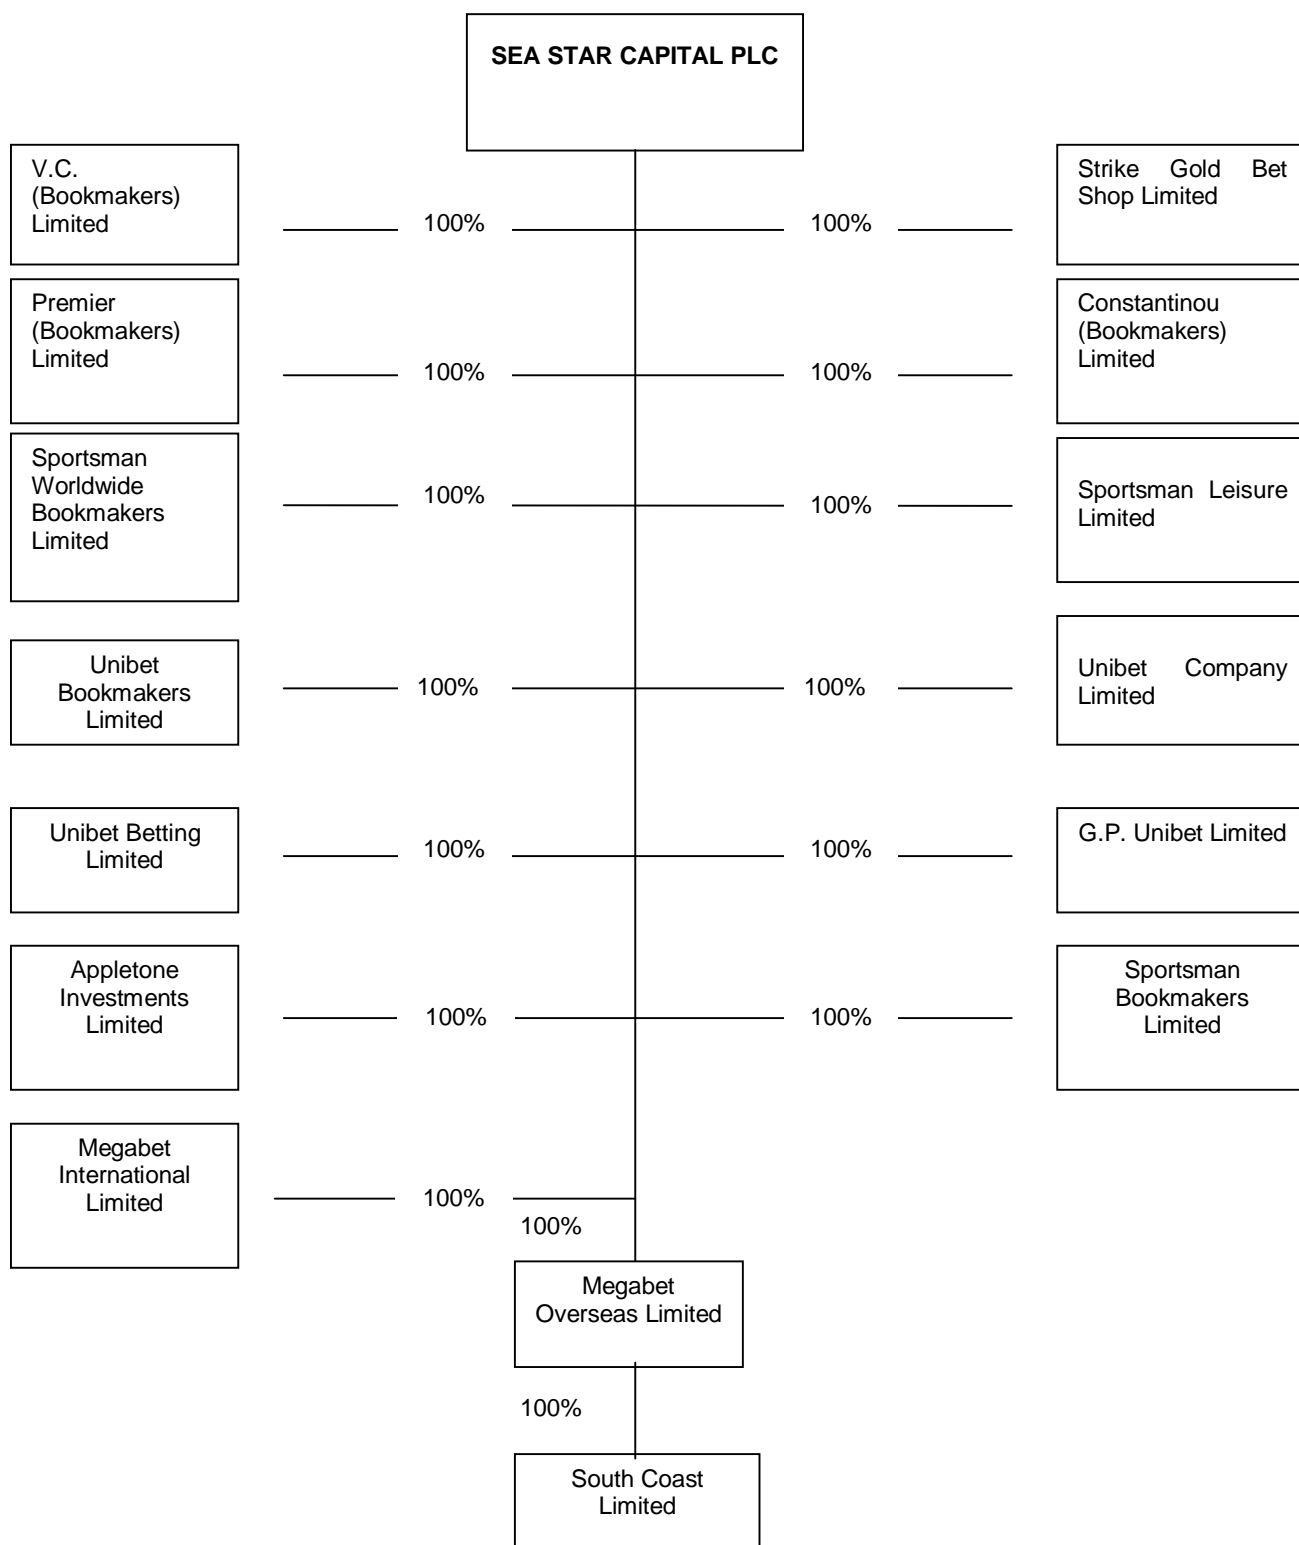 SEA STAR CAPITAL PLC
V.C.
(Bookmakers)
Limited
100%
100%
Strike Gold Bet
Shop Limited
Premier
(Bookmakers)
Limited
100%
100%
Constantinou
(Bookmakers)
Limited
Sportsman
Worldwide
Bookmakers
Limited
100%
100%
Sportsman Leisure
Limited
Unibet
Bookmakers
Limited
100%
100%
Unibet Company
Limited
Unibet Betting
Limited
100%
100%
G.P. Unibet Limited
Appletone
Investments
Limited
100%
100%
Sportsman
Bookmakers
Limited
Megabet
International
Limited
100%
100%
Megabet
Overseas Limited
100%
South Coast
Limited